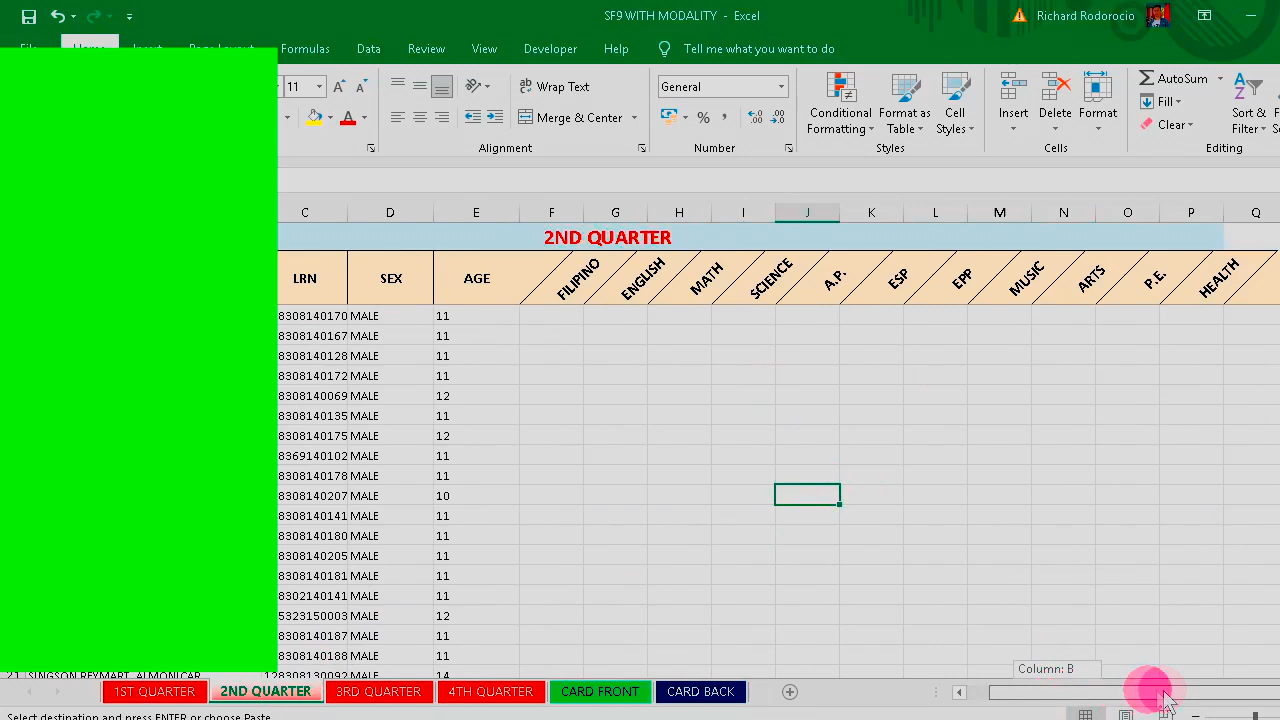 SF9 WITH MODALITY - Excel
Richard Rodorocio
Formulas Data Review View Developer Help Tell me what you want to do
11 Wrap Text General AutoSum
Merge & Center Conditional Formatting Format as Table Cell Styles Insert Delete Format Fill Clear Sort & Filter
Alignment Number Styles Cells Editing
C D E F G H I J K L M N O P Q
2ND QUARTER
LRN SEX AGE FILIPINO ENGLISH MATH SCIENCE A.P. ESP EPP MUSIC ARTS P.E. HEALTH
8308140170 MALE 11
8308140167 MALE 11
8308140128 MALE 11
8308140172 MALE 11
8308140069 MALE 12
8308140135 MALE 11
8308140175 MALE 12
8369140102 MALE 11
8308140178 MALE 11
8308140207 MALE 10
8308140141 MALE 11
8308140180 MALE 11
8308140205 MALE 11
8308140181 MALE 11
8302140141 MALE 11
5323150003 MALE 12
8308140187 MALE 11
8308140188 MALE 11
Column: B
1ST QUARTER 2ND QUARTER 3RD QUARTER 4TH QUARTER CARD FRONT CARD BACK
Select destination and press ENTER or choose Paste